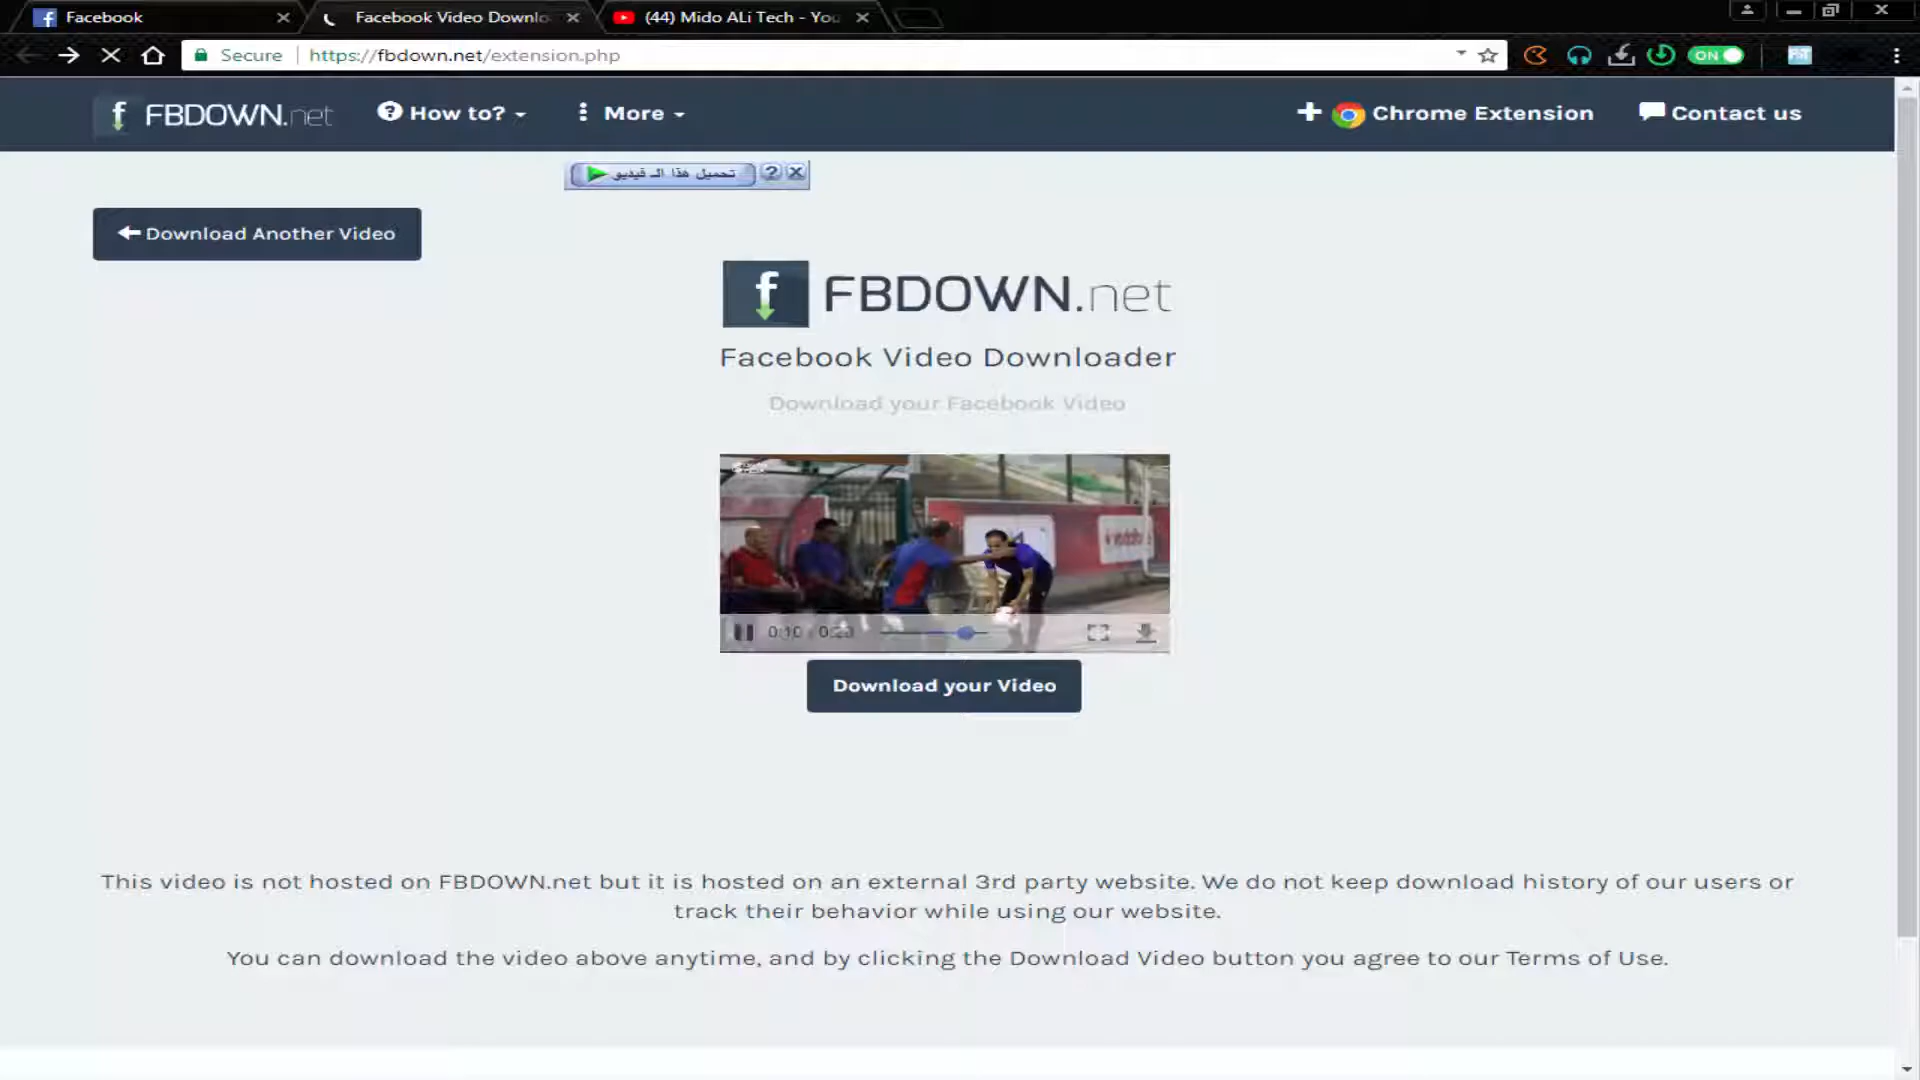 Facebook
Facebook Video Downlo
(44) Mido ALi Tech - You
Secure
https://fbdown.net/extension.php
ON
FBDOWN.net
How to?
More
Chrome Extension
Contact us
تحميل هذا الـ فيديو
Download Another Video
FBDOWN.net
Facebook Video Downloader
Download your Facebook Video
0:10 / 0:20
Download your Video
This video is not hosted on FBDOWN.net but it is hosted on an external 3rd party website. We do not keep download history of our users or
track their behavior while using our website.
You can download the video above anytime, and by clicking the Download Video button you agree to our Terms of Use.